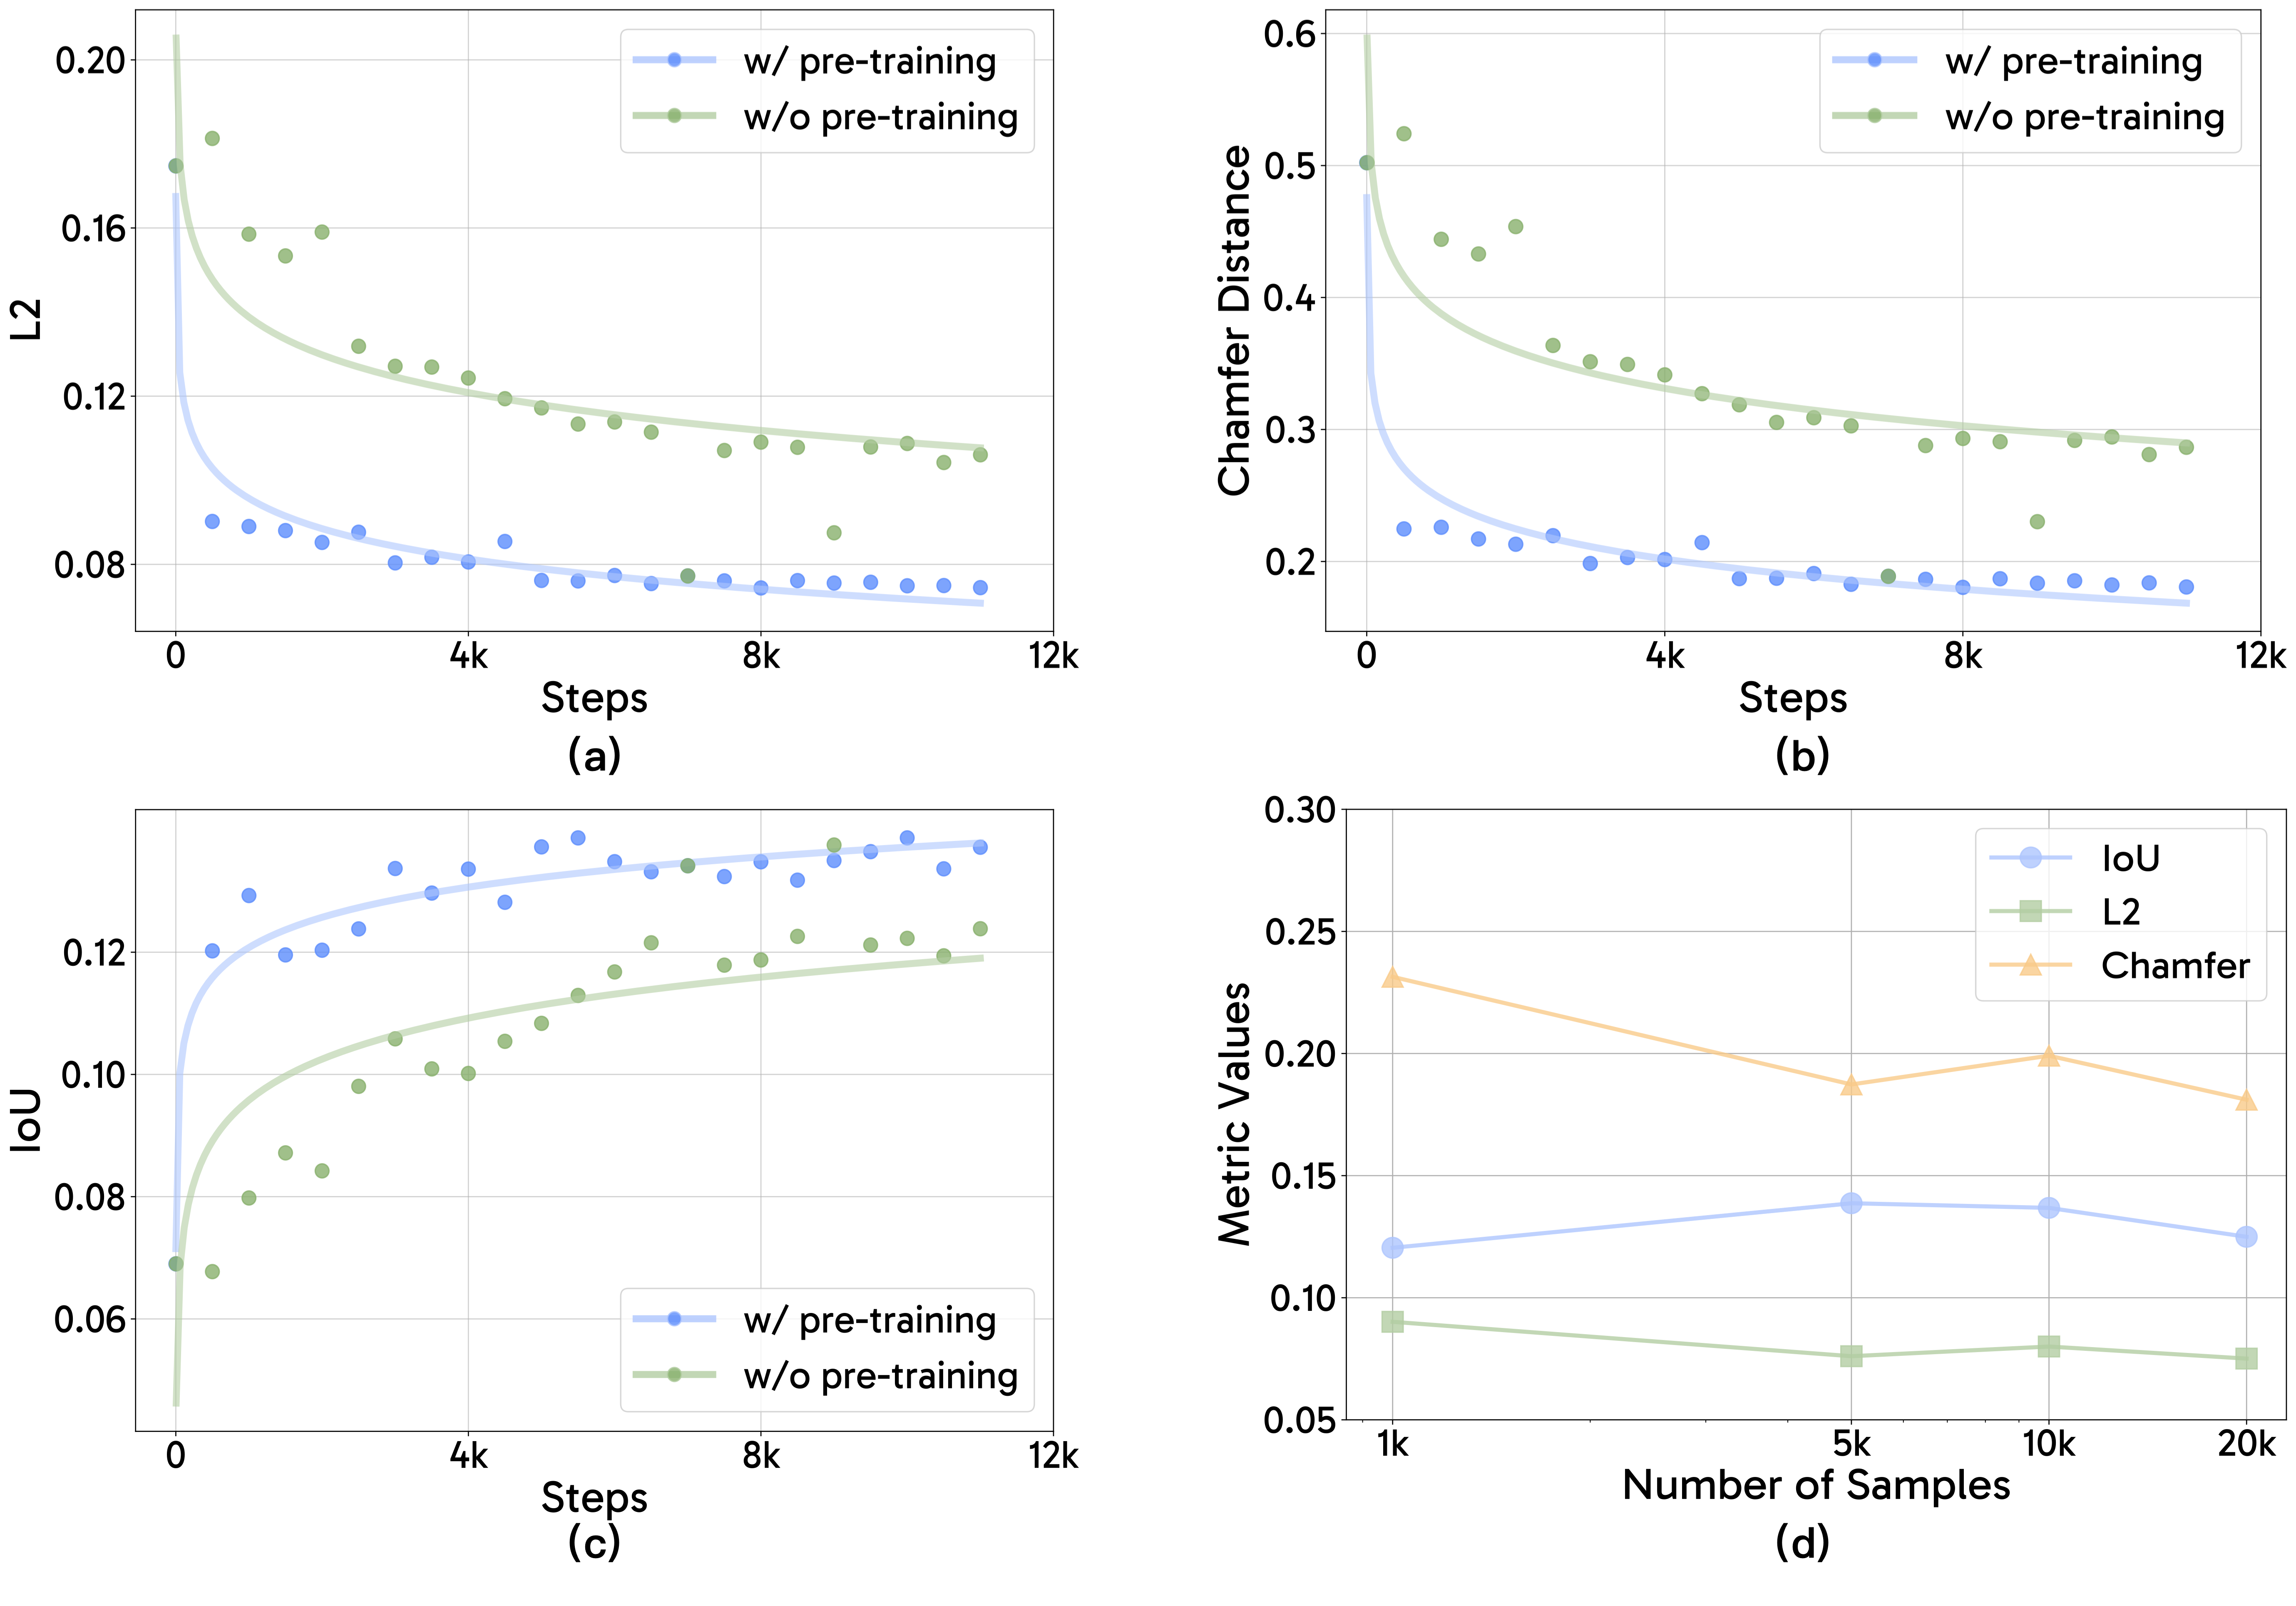 L2
0.20
0.16
0.12
0.08
w/ pre-training
w/o pre-training
0 4k 8k 12k
Steps
(a)
Chamfer Distance
0.6
0.5
0.4
0.3
0.2
w/ pre-training
w/o pre-training
0 4k 8k 12k
Steps
(b)
IoU
0.12
0.10
0.08
0.06
w/ pre-training
w/o pre-training
0 4k 8k 12k
Steps
(c)
Metric Values
0.30
0.25
0.20
0.15
0.10
0.05
IoU
L2
Chamfer
1k 5k 10k 20k
Number of Samples
(d)